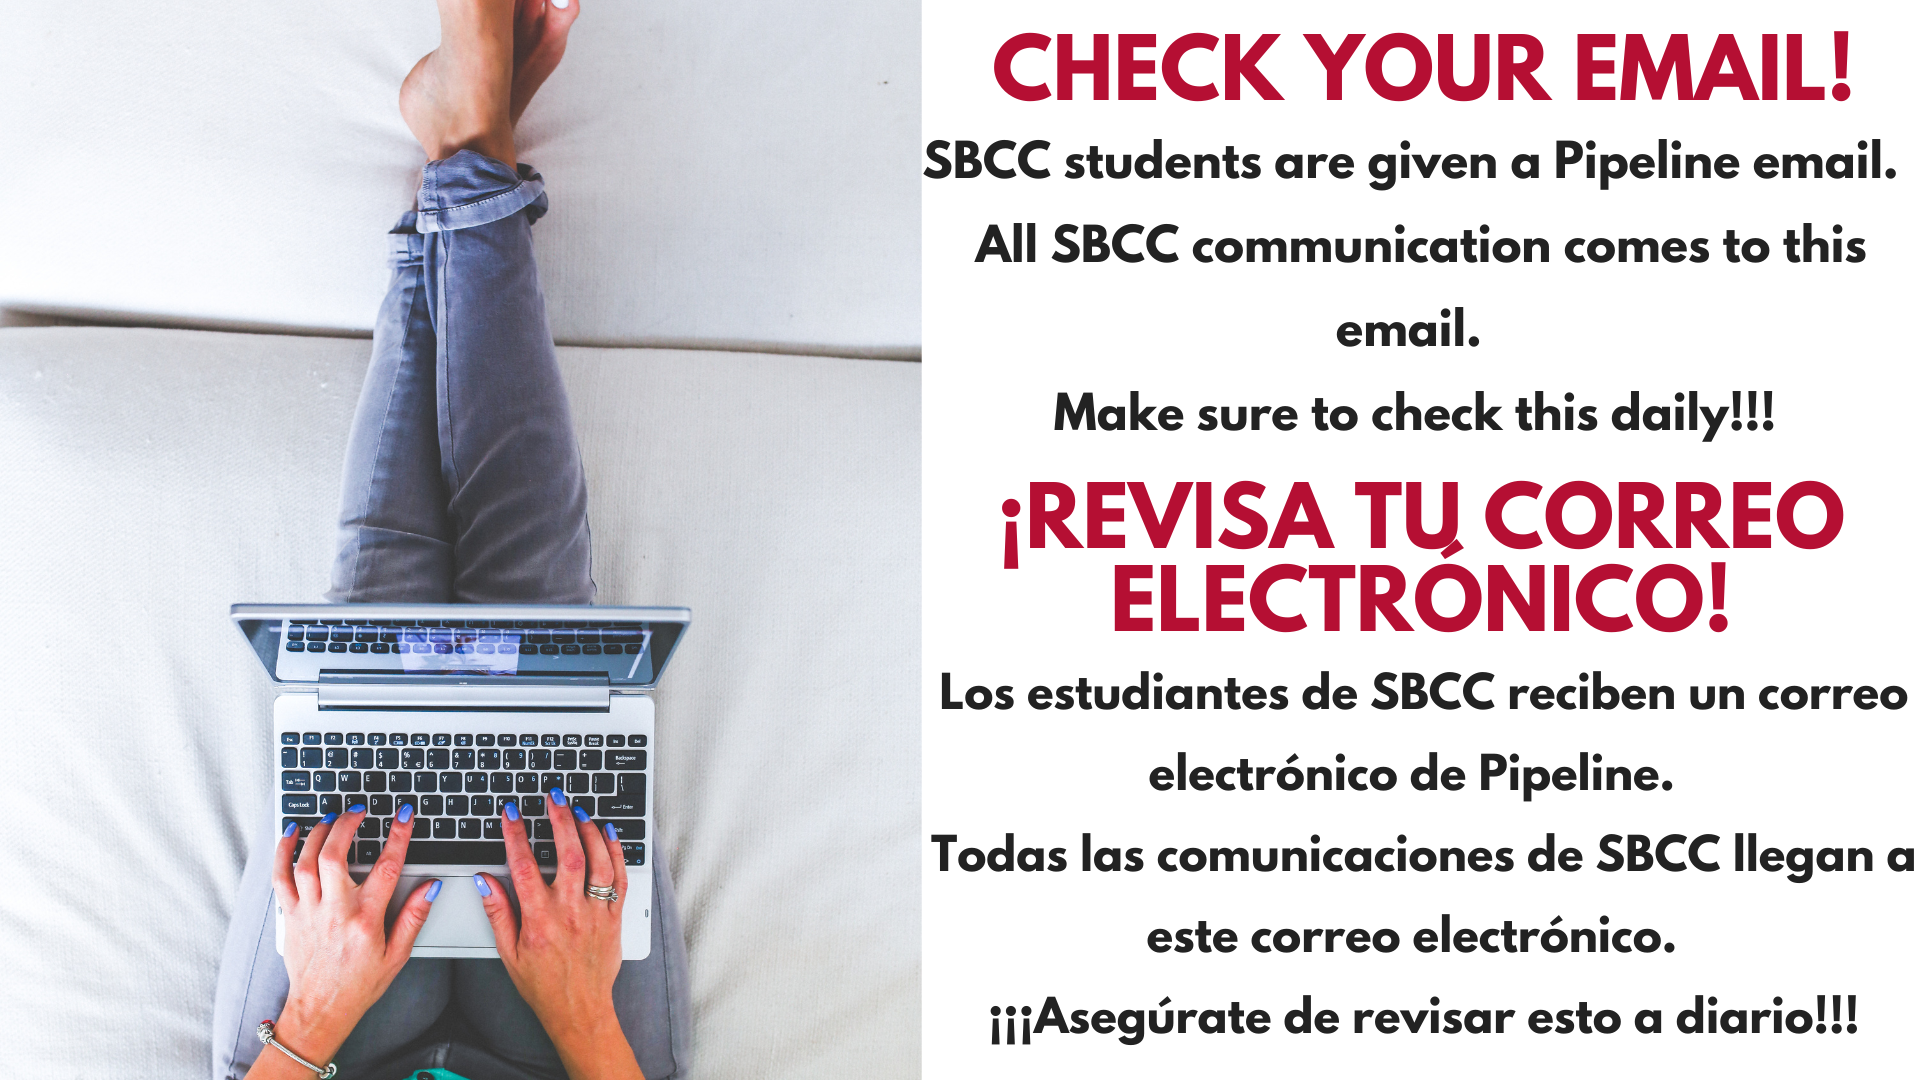 CHECK YOUR EMAIL!
SBCC students are given a Pipeline email.
All SBCC communication comes to this
email.
Make sure to check this daily!!!
¡REVISA TU CORREO
ELECTRÓNICO!
Los estudiantes de SBCC reciben un correo
electrónico de Pipeline.
Todas las comunicaciones de SBCC llegan a
este correo electrónico.
¡¡¡Asegúrate de revisar esto a diario!!!